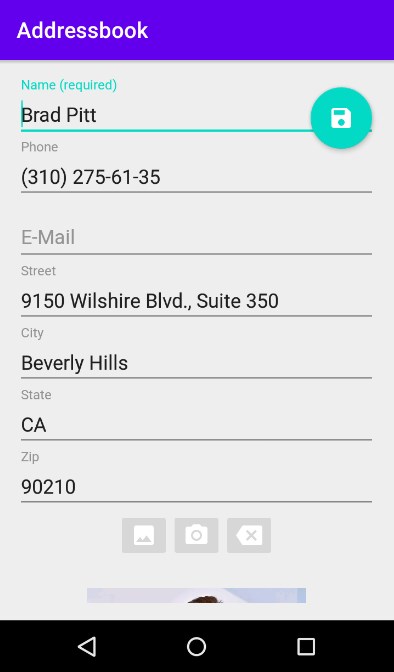 Addressbook
Name (required)
Brad Pitt
Phone
(310) 275-61-35
E-Mail
Street
9150 Wilshire Blvd., Suite 350
City
Beverly Hills
State
CA
Zip
90210